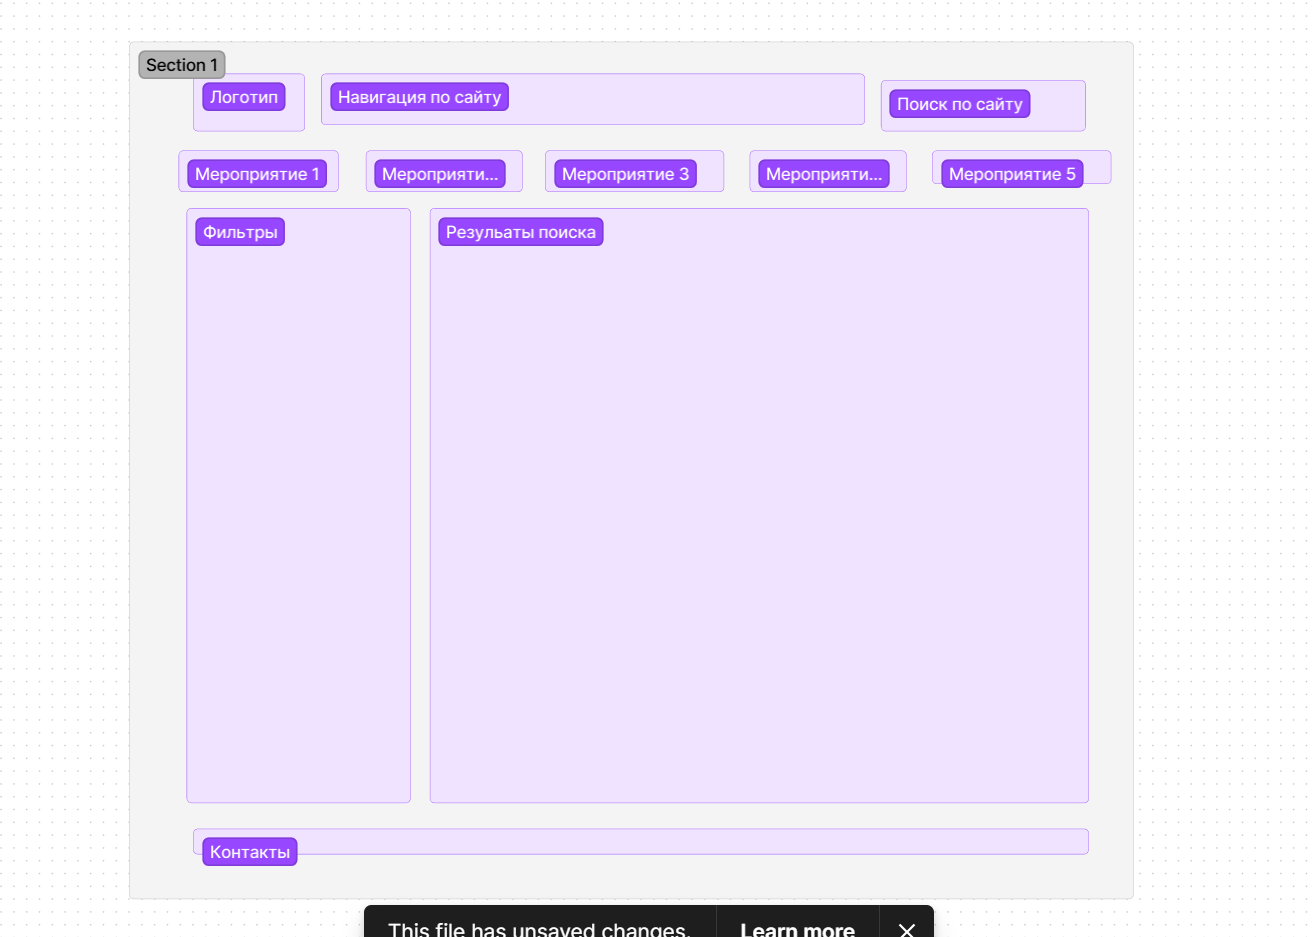 Section 1
Логотип
Навигация по сайту
Поиск по сайту
Мероприятие 1
Мероприяти...
Мероприятие 3
Мероприяти...
Мероприятие 5
Фильтры
Резульаты поиска
Контакты
This file has unsaved changes.
Learn more